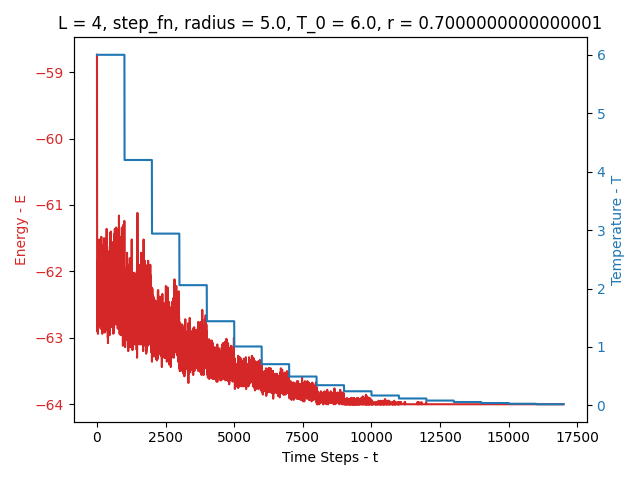 L = 4, step_fn, radius = 5.0, T_0 = 6.0, r = 0.7000000000000001
−59
−60
−61
−62
−63
−64
Energy - E
6
5
4
3
2
1
0
Temperature - T
0 2500 5000 7500 10000 12500 15000 17500
Time Steps - t